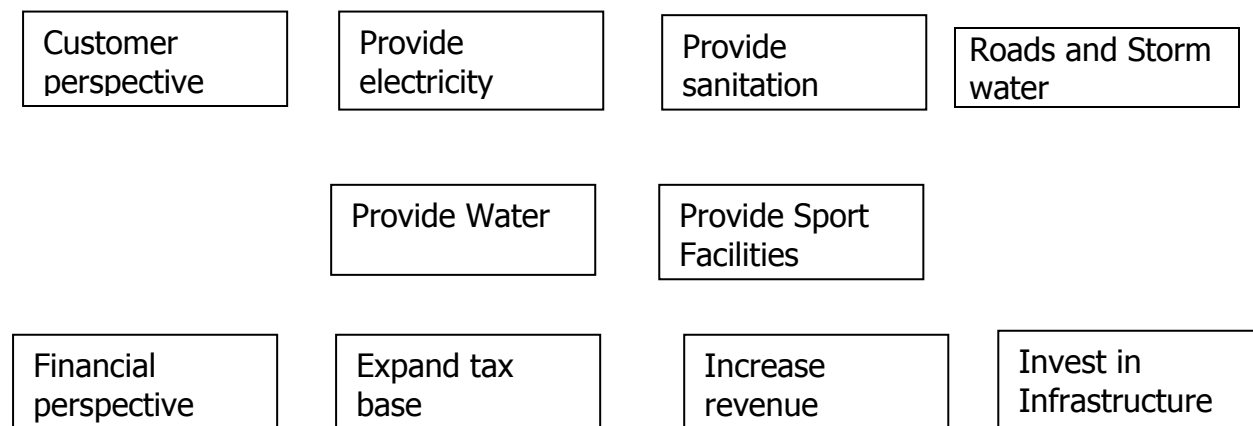 Customer
perspective
Provide
electricity
Provide
sanitation
Roads and Storm
water
Provide Water
Provide Sport
Facilities
Financial
perspective
Expand tax
base
Increase
revenue
Invest in
Infrastructure